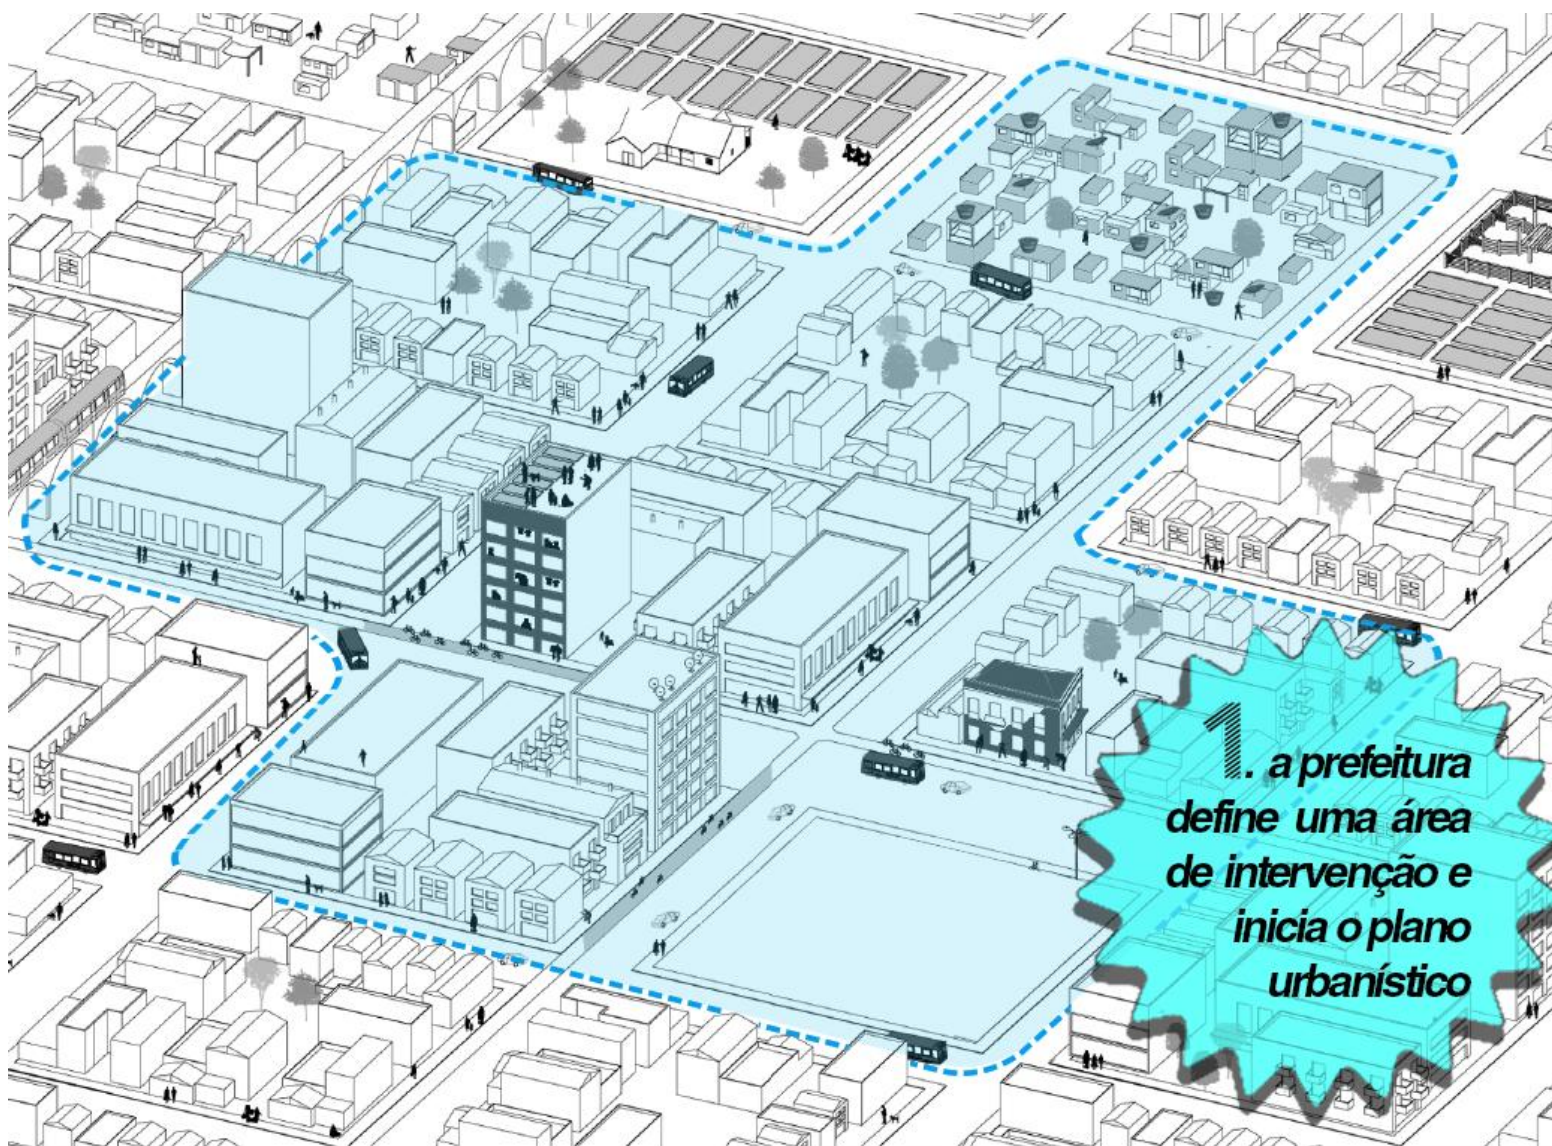 1. a prefeitura
define uma área
de intervenção e
inicia o plano
urbanístico